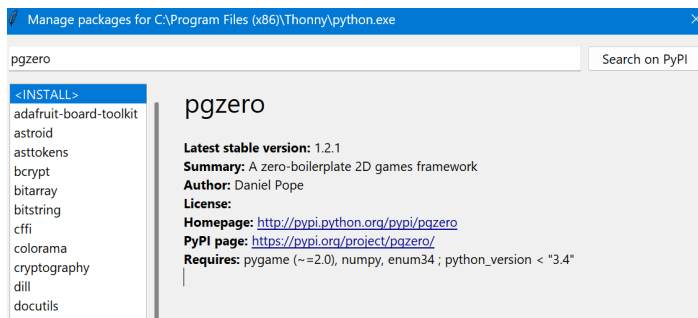 Manage packages for C:\Program Files (x86)\Thonny\python.exe
pgzero
Search on PyPI
<INSTALL>
adafruit-board-toolkit
astroid
asttokens
bcrypt
bitarray
bitstring
cffi
colorama
cryptography
dill
docutils
pgzero
Latest stable version: 1.2.1
Summary: A zero-boilerplate 2D games framework
Author: Daniel Pope
License:
Homepage: http://pypi.python.org/pypi/pgzero
PyPI page: https://pypi.org/project/pgzero/
Requires: pygame (~=2.0), numpy, enum34 ; python_version < "3.4"